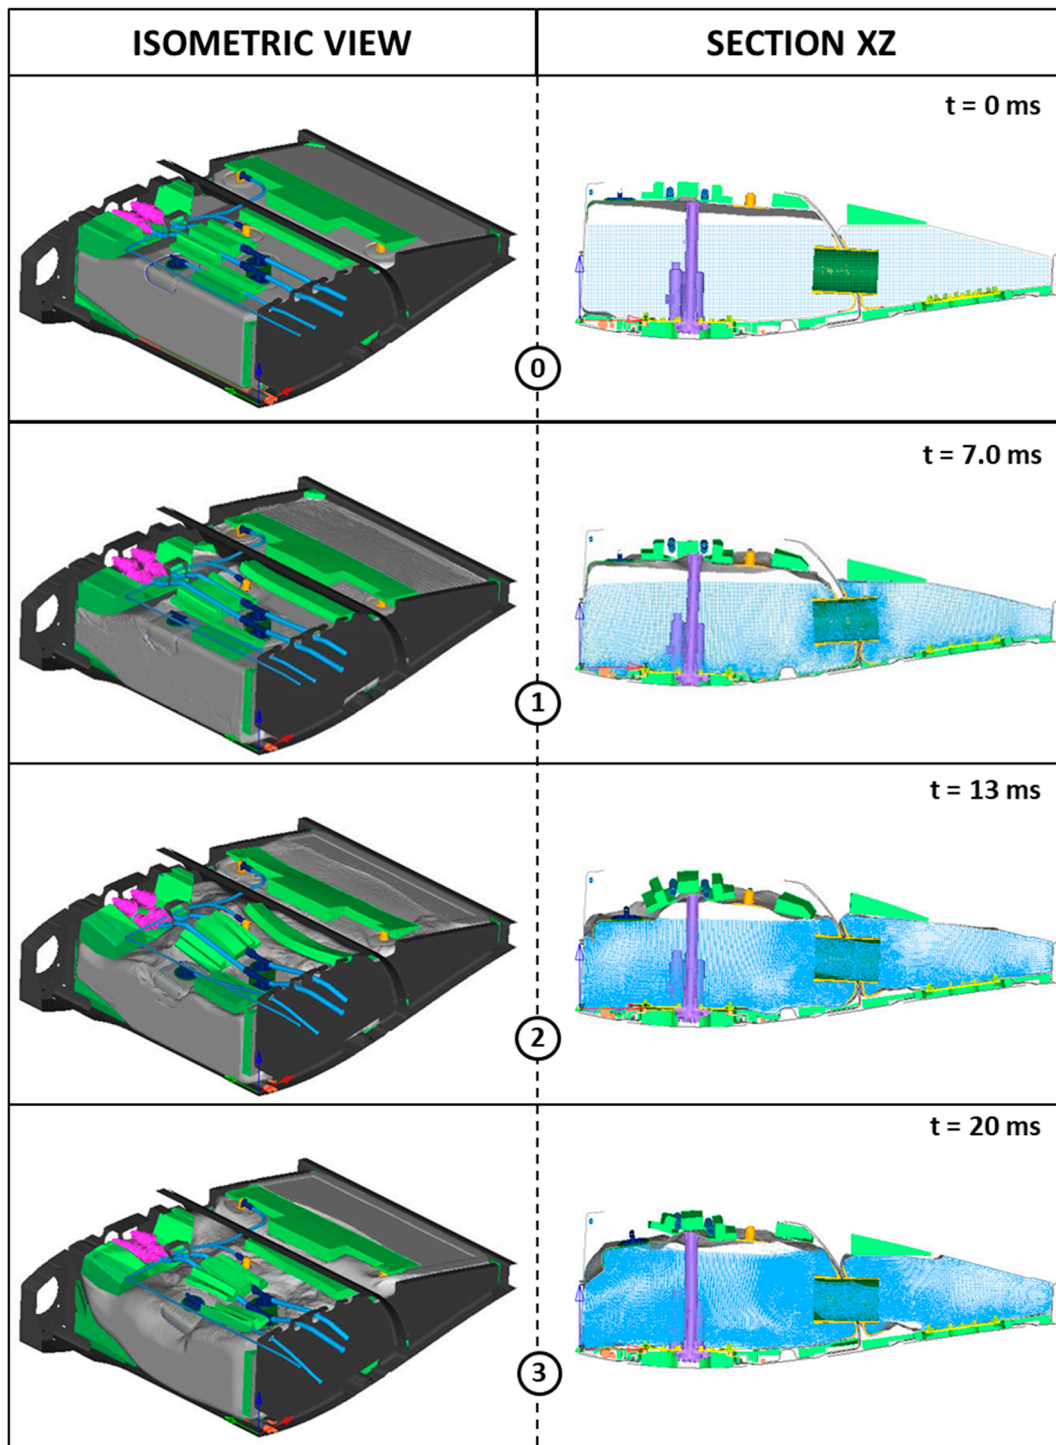 ISOMETRIC VIEW
SECTION XZ
t = 0 ms
0
t = 7.0 ms
1
t = 13 ms
2
t = 20 ms
3